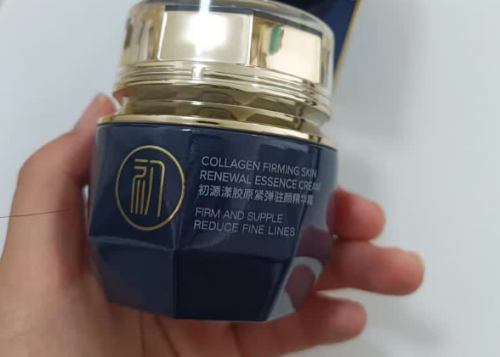 初
COLLAGEN FIRMING SKIN
RENEWAL ESSENCE CREAM
初源漾胶原紧弹驻颜精华霜
FIRM AND SUPPLE
REDUCE FINE LINES